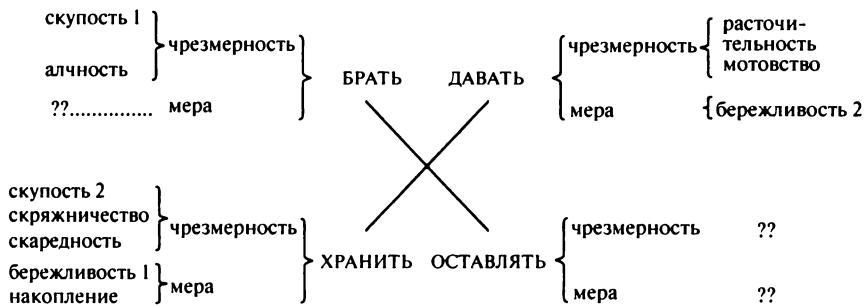 скупость 1
алчность
чрезмерность
??............... мера
БРАТЬ ДАВАТЬ
чрезмерность
расточи-
тельность
мотовство
мера
бережливость 2
скупость 2
скряжничество
скаредность
чрезмерность
бережливость 1
накопление
мера
ХРАНИТЬ ОСТАВЛЯТЬ
чрезмерность ??
мера ??